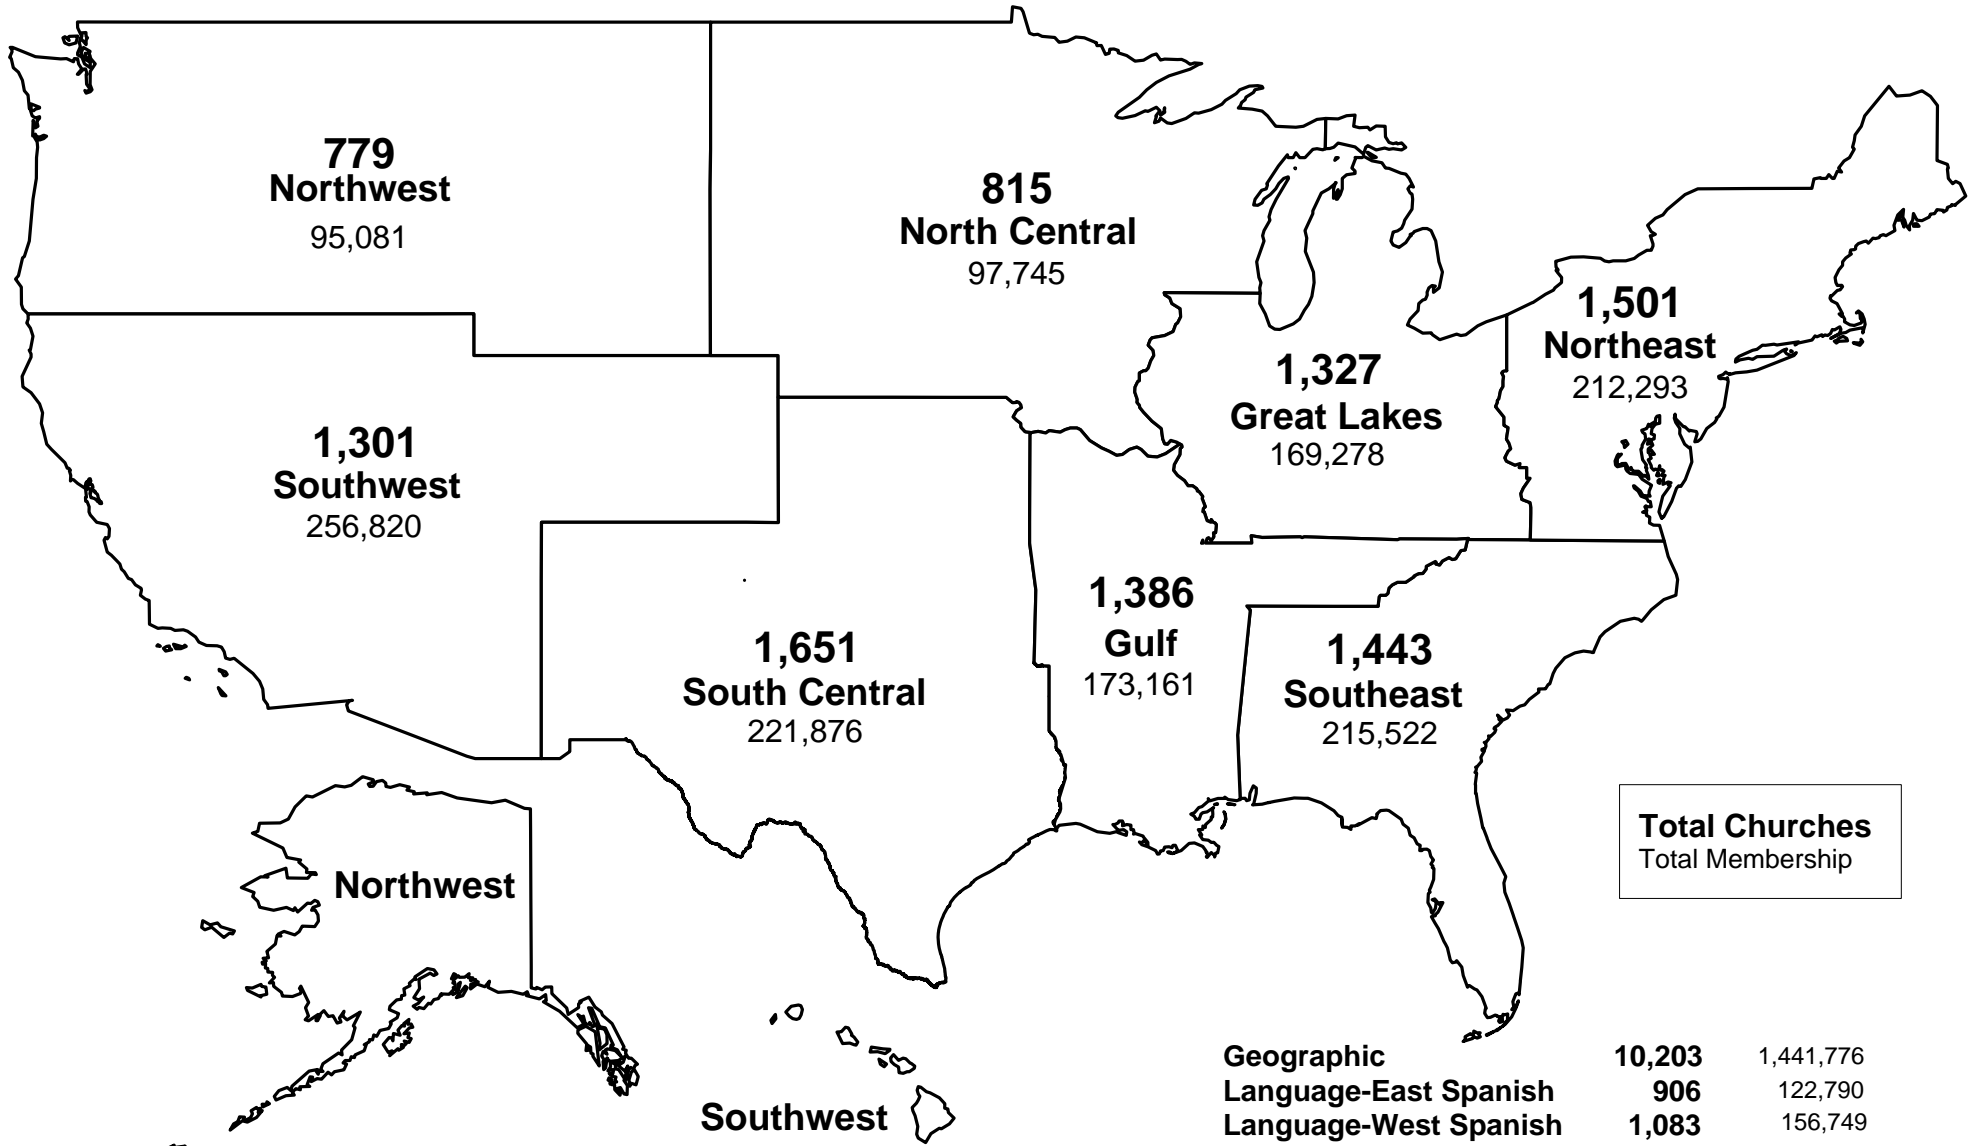 779
Northwest
95,081
815
North Central
97,745
1,501
Northeast
212,293
1,327
Great Lakes
169,278
1,301
Southwest
256,820
1,386
Gulf
173,161
1,651
South Central
221,876
1,443
Southeast
215,522
Total Churches
Total Membership
Northwest
Southwest
Geographic 10,203 1,441,776
Language-East Spanish 906 122,790
Language-West Spanish 1,083 156,749